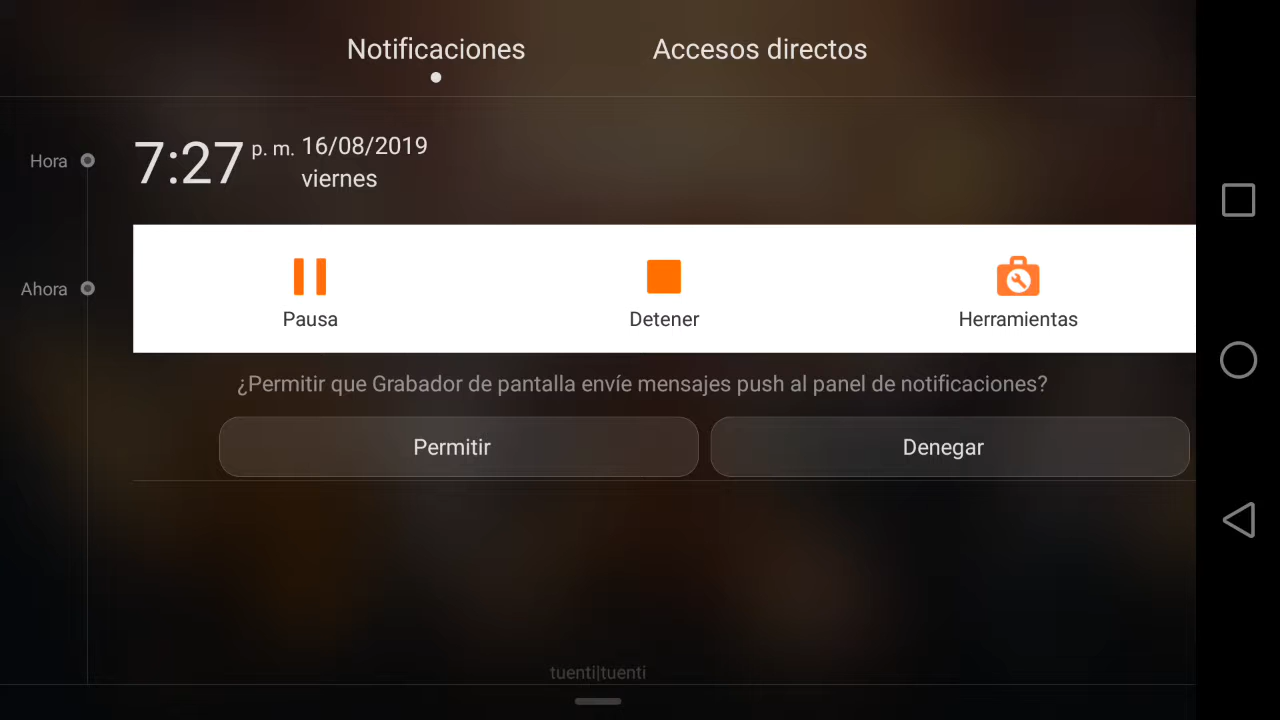 Notificaciones
Accesos directos
Hora
7:27 p. m. 16/08/2019
viernes
Ahora
Pausa
Detener
Herramientas
¿Permitir que Grabador de pantalla envíe mensajes push al panel de notificaciones?
Permitir
Denegar
tuenti|tuenti